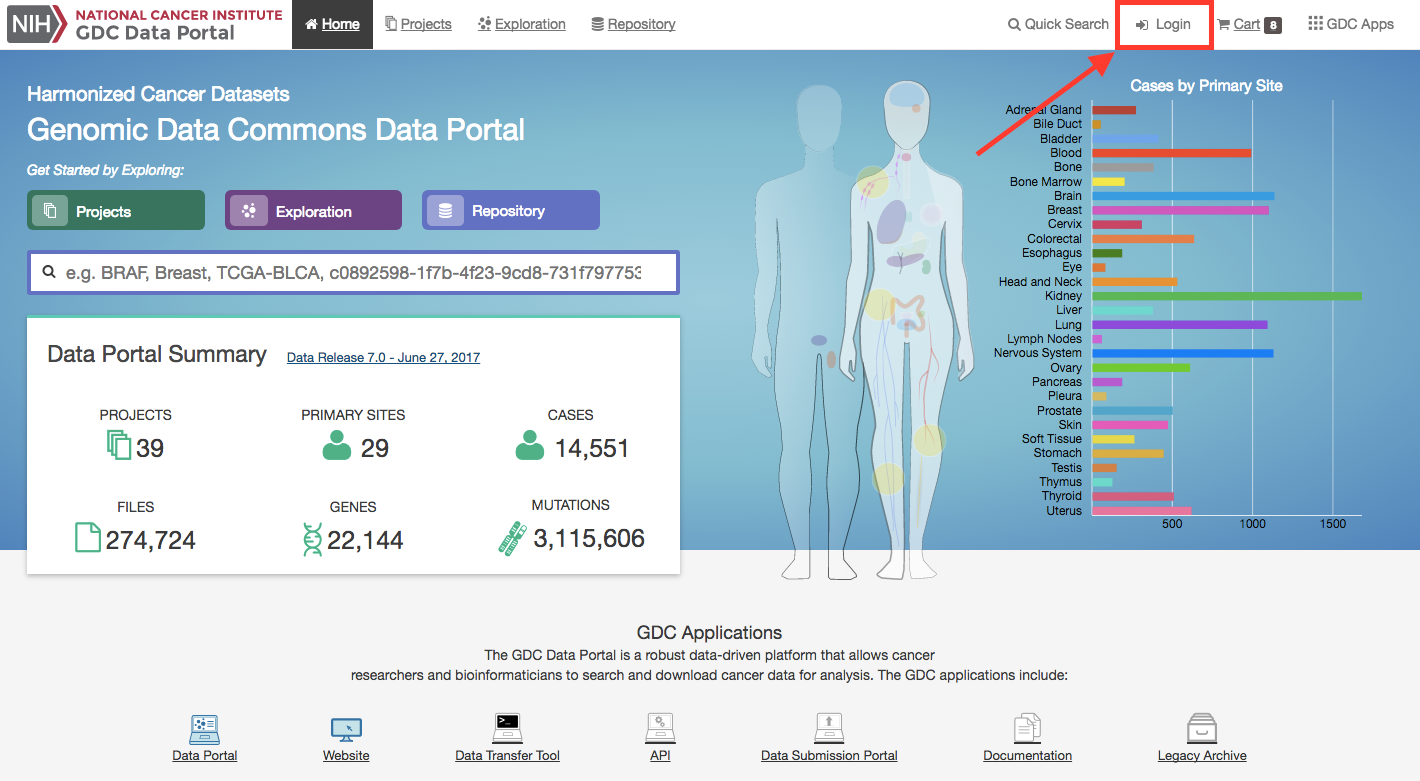 NIH NATIONAL CANCER INSTITUTE
GDC Data Portal
Home
Projects
Exploration
Repository
Quick Search
Login
Cart 8
GDC Apps
Harmonized Cancer Datasets
Genomic Data Commons Data Portal
Get Started by Exploring:
Projects
Exploration
Repository
e.g. BRAF, Breast, TCGA-BLCA, c0892598-1f7b-4f23-9cd8-731f797753
Data Portal Summary
Data Release 7.0 - June 27, 2017
PROJECTS
39
PRIMARY SITES
29
CASES
14,551
FILES
274,724
GENES
22,144
MUTATIONS
3,115,606
Cases by Primary Site
Adrenal Gland
Bile Duct
Bladder
Blood
Bone
Bone Marrow
Brain
Breast
Cervix
Colorectal
Esophagus
Eye
Head and Neck
Kidney
Liver
Lung
Lymph Nodes
Nervous System
Ovary
Pancreas
Pleura
Prostate
Skin
Soft Tissue
Stomach
Testis
Thymus
Thyroid
Uterus
500
1000
1500
GDC Applications
The GDC Data Portal is a robust data-driven platform that allows cancer
researchers and bioinformaticians to search and download cancer data for analysis. The GDC applications include:
Data Portal
Website
>_
Data Transfer Tool
API
Data Submission Portal
Documentation
Legacy Archive